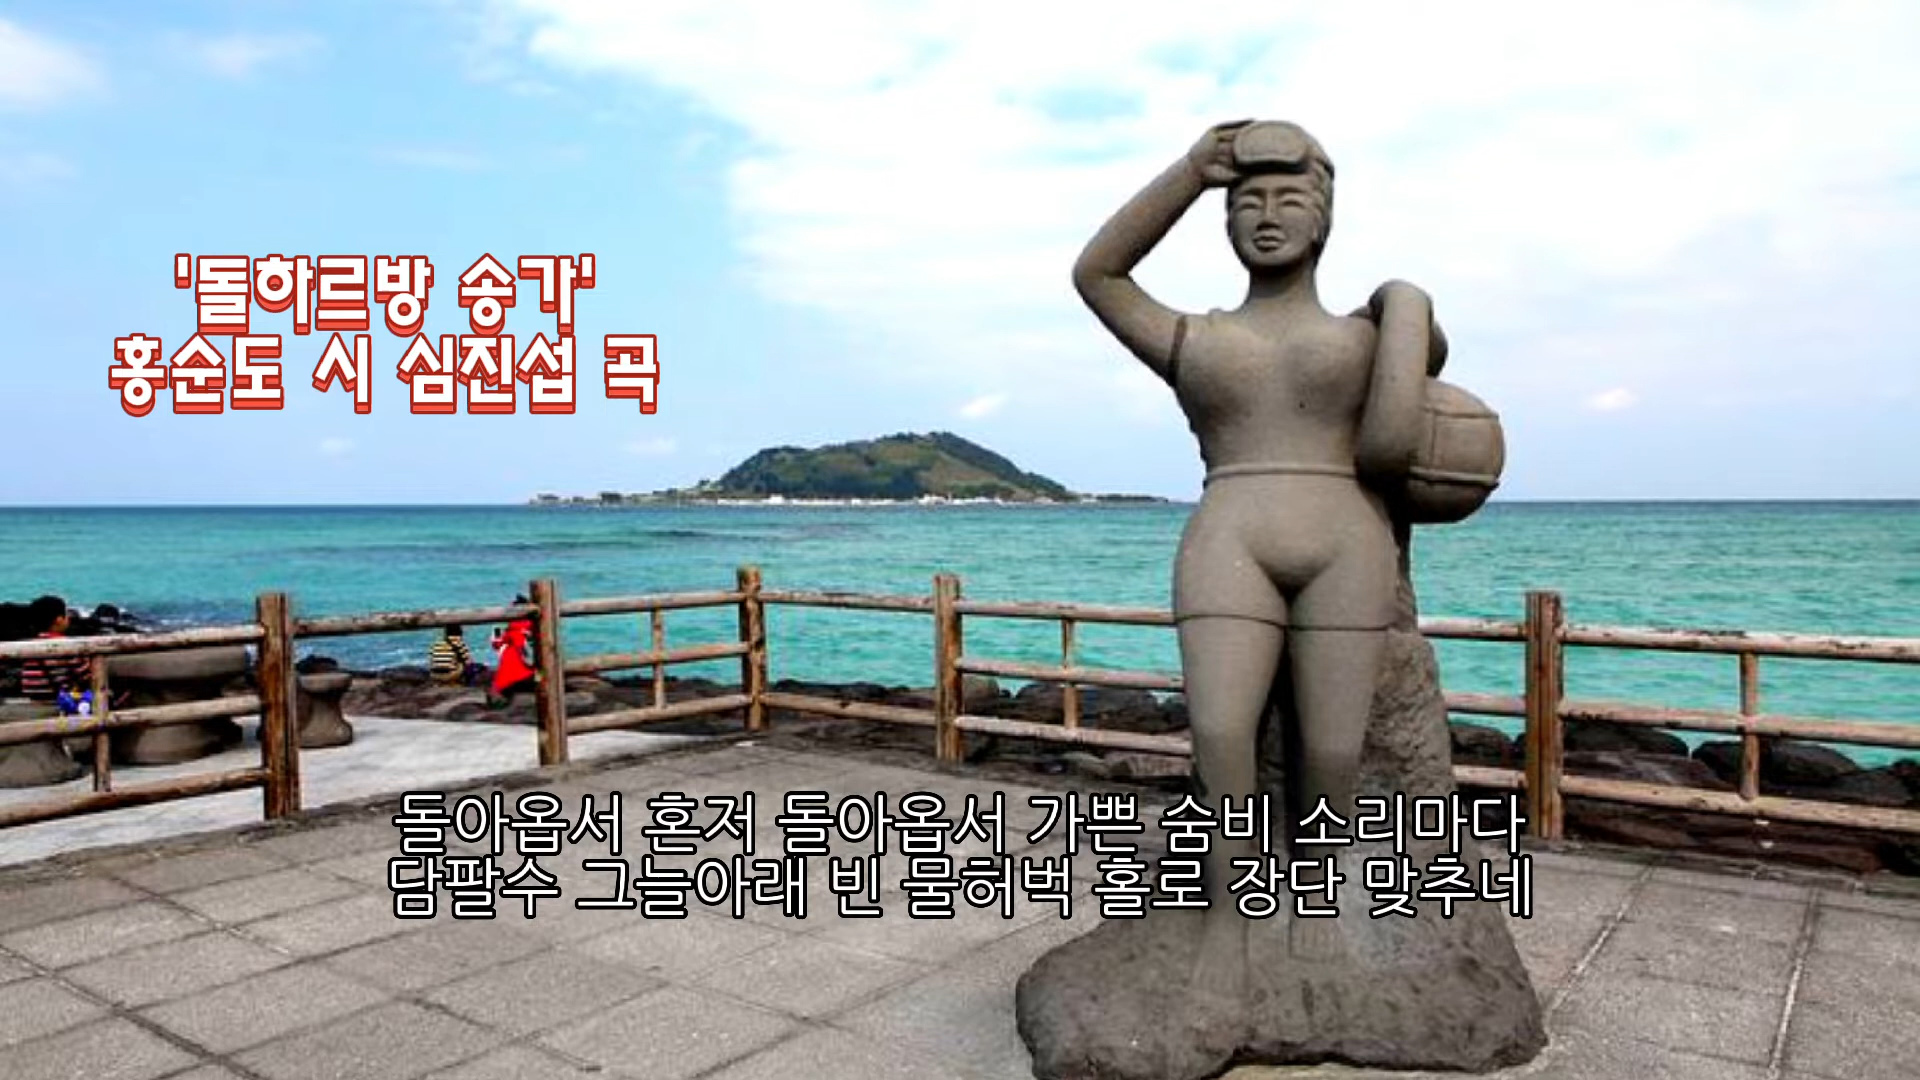 '돌하르방 송가'
홍순도 시 심진섭 곡
돌아옵서 혼저 돌아옵서 가쁜 숨비 소리마다
담팔수 그늘아래 빈 물허벅 홀로 장단 맞추네